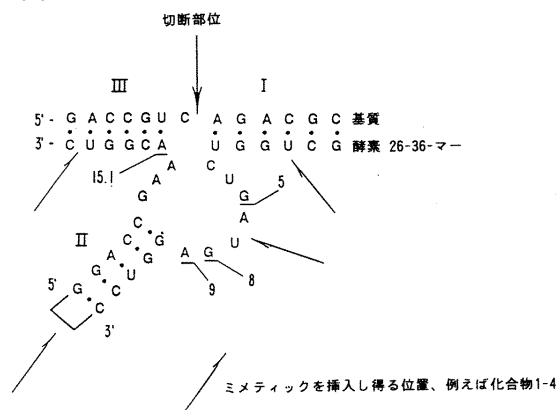 切断部位
III I
5' - G A C C G U C A G A C G C 基質
3' - C U G G C A U G G U C G 酵素 26-36-マー
15.1 A C
A U 5
A G
G A
II C U
C G A G 8
A G 9
G U
5' G C
C
3'
ミメティックを挿入し得る位置、例えば化合物1-4